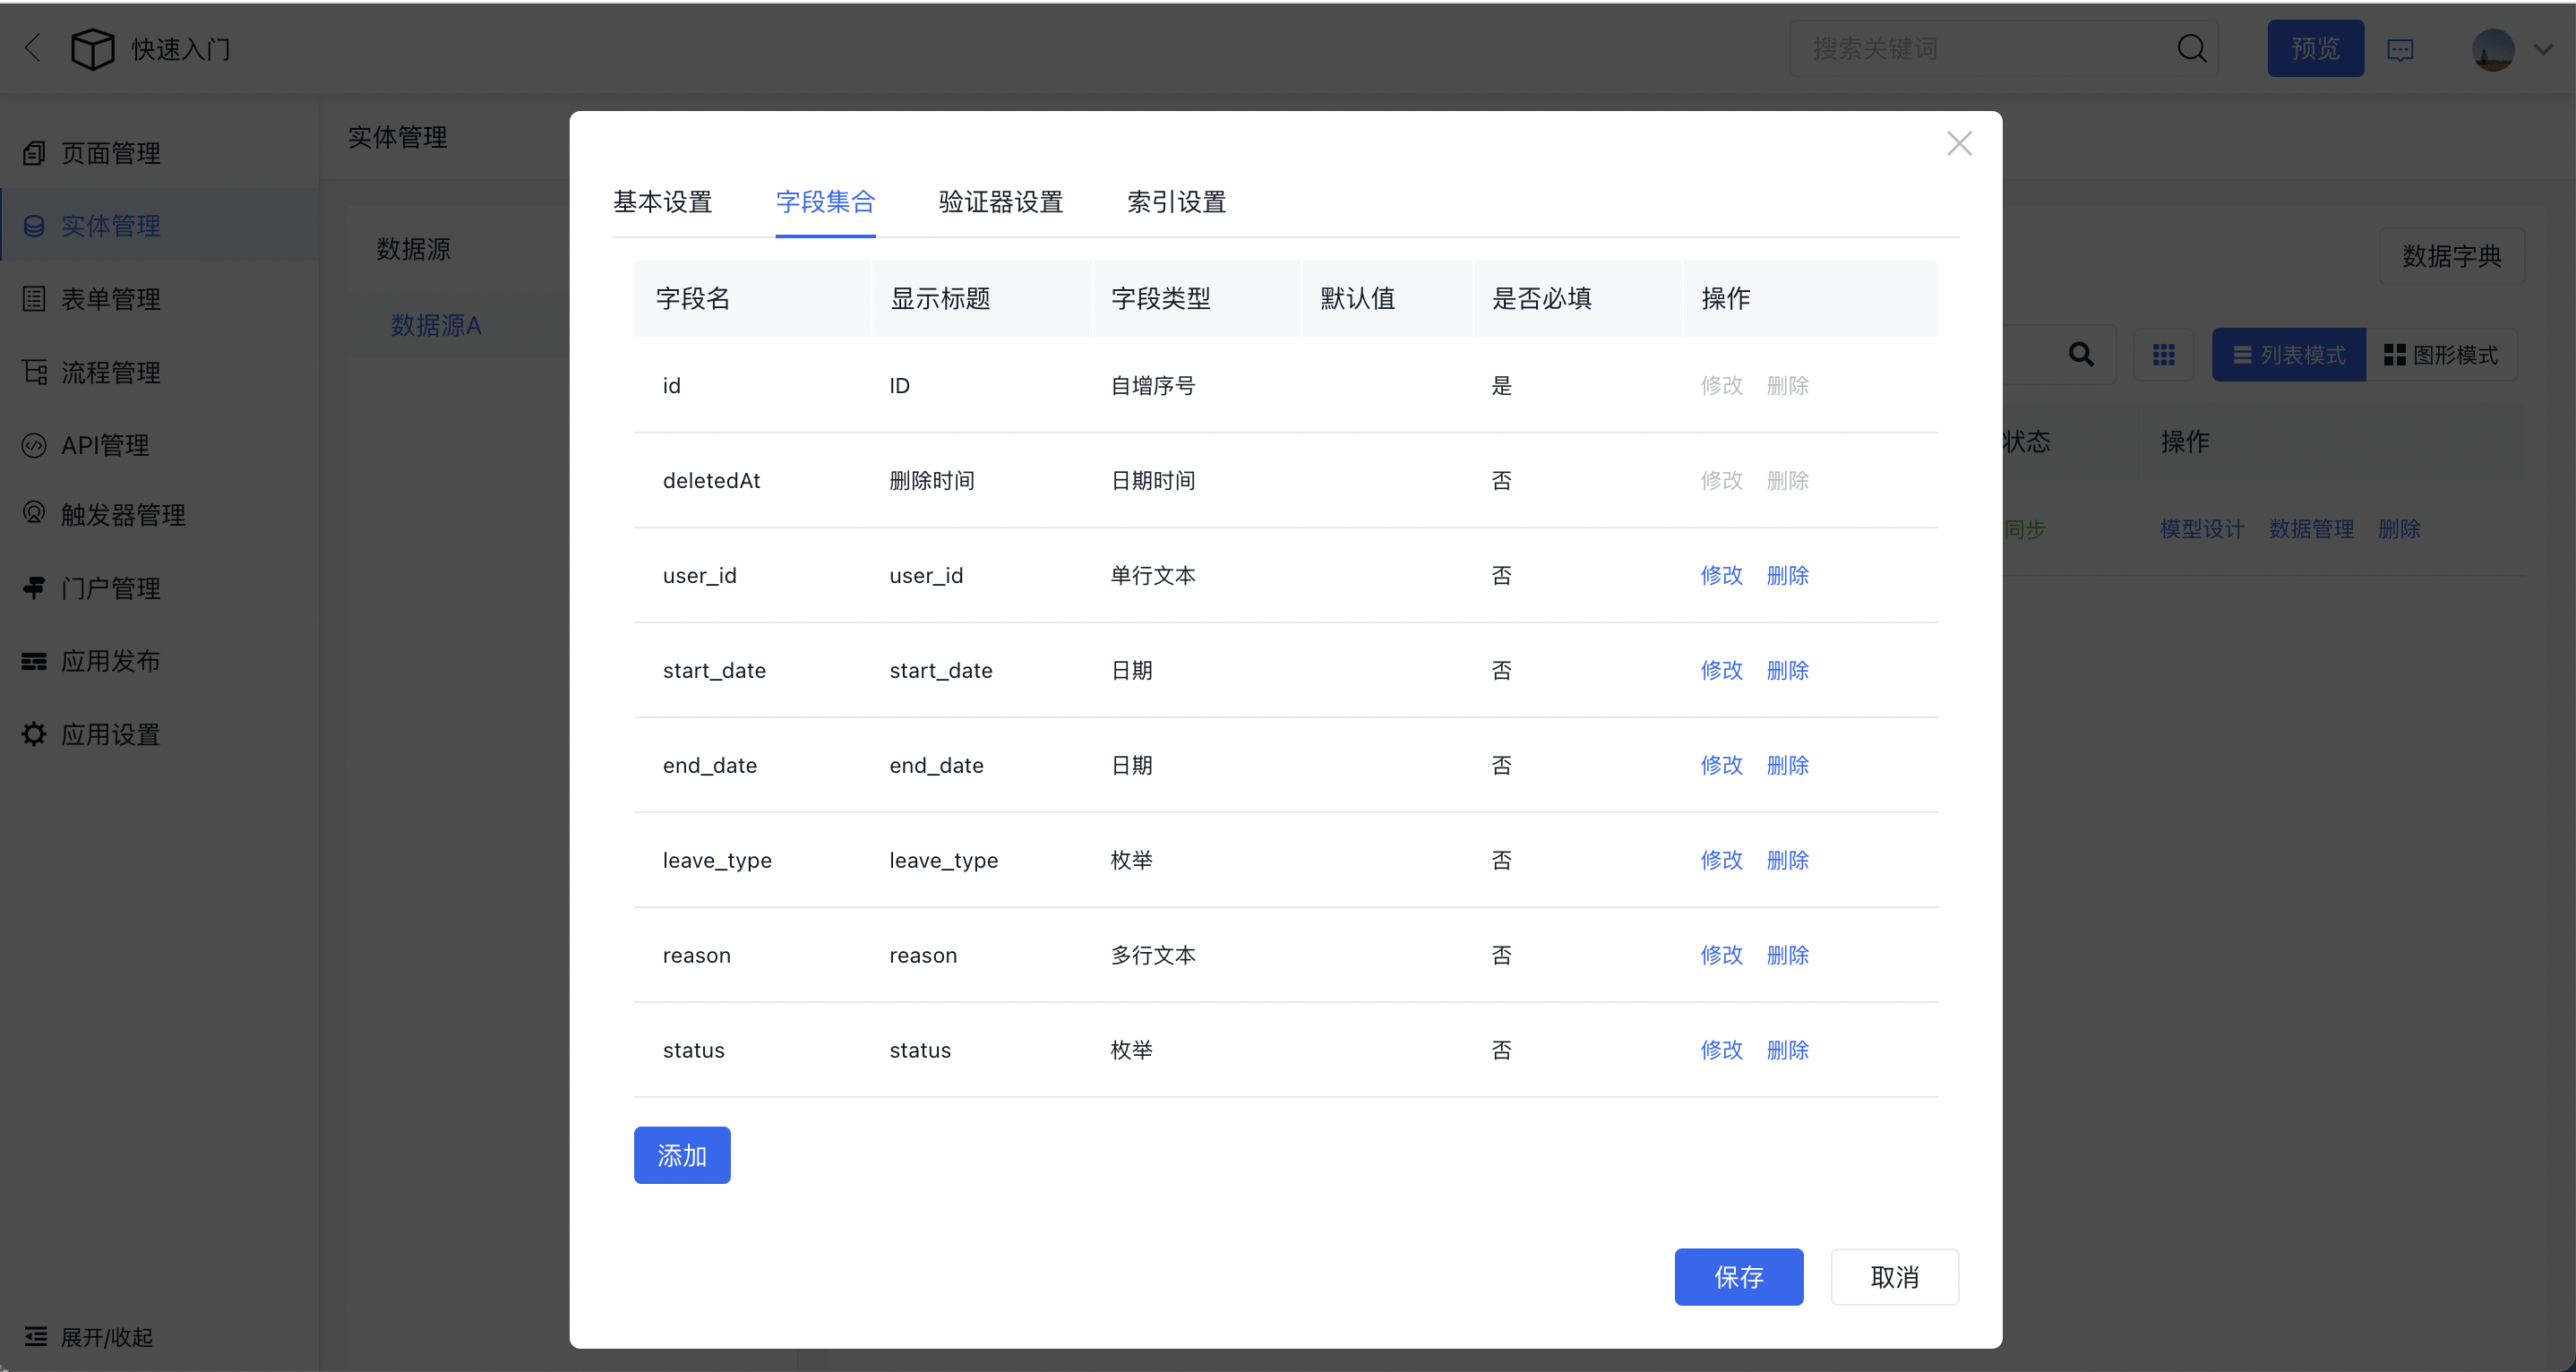 快速入门
搜索关键词
预览
页面管理
实体管理
表单管理
流程管理
API管理
触发器管理
门户管理
应用发布
应用设置
展开/收起
实体管理
数据源
数据源A
数据字典
列表模式 图形模式
状态 操作
同步 模型设计 数据管理 删除
基本设置 字段集合 验证器设置 索引设置
字段名 显示标题 字段类型 默认值 是否必填 操作
id ID 自增序号 是 修改 删除
deletedAt 删除时间 日期时间 否 修改 删除
user_id user_id 单行文本 否 修改 删除
start_date start_date 日期 否 修改 删除
end_date end_date 日期 否 修改 删除
leave_type leave_type 枚举 否 修改 删除
reason reason 多行文本 否 修改 删除
status status 枚举 否 修改 删除
添加
保存 取消